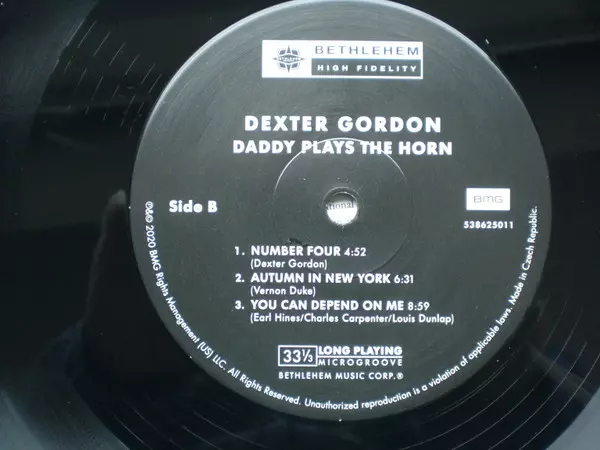 BETHLEHEM
HIGH FIDELITY
DEXTER GORDON
DADDY PLAYS THE HORN
Side B
BMG
538625011
1. NUMBER FOUR 4:52
(Dexter Gordon)
2. AUTUMN IN NEW YORK 6:31
(Vernon Duke)
3. YOU CAN DEPEND ON ME 8:59
(Earl Hines/Charles Carpenter/Louis Dunlap)
33⅓ LONG PLAYING
MICROGROOVE
BETHLEHEM MUSIC CORP.®
℗&© 2020 BMG Rights Management (US) LLC. All Rights Reserved. Unauthorized reproduction is a violation of applicable laws. Made in Czech Republic.